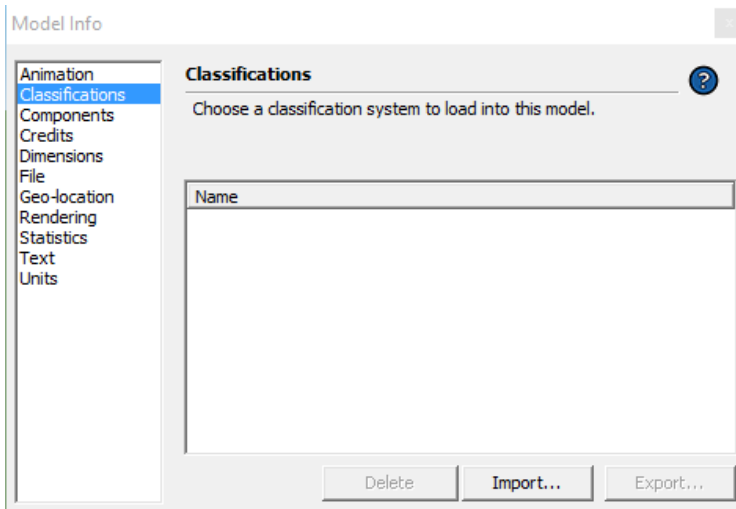 Model Info
Animation
Classifications
Components
Credits
Dimensions
File
Geo-location
Rendering
Statistics
Text
Units
Classifications
?
Choose a classification system to load into this model.
Name
Delete
Import...
Export...